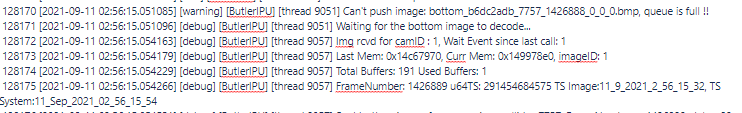 128170 [2021-09-11 02:56:15.051085] [warning] [ButlerIPU] [thread 9051] Can't push image: bottom_b6dc2adb_7757_1426888_0_0_0.bmp, queue is full !!
128171 [2021-09-11 02:56:15.051096] [debug] [ButlerIPU] [thread 9051] Waiting for the bottom image to decode...
128172 [2021-09-11 02:56:15.054163] [debug] [ButlerIPU] [thread 9057] Img rcvd for camID : 1, Wait Event since last call: 1
128173 [2021-09-11 02:56:15.054179] [debug] [ButlerIPU] [thread 9057] Last Mem: 0x14c67970, Curr Mem: 0x149978e0, imageID: 1
128174 [2021-09-11 02:56:15.054229] [debug] [ButlerIPU] [thread 9057] Total Buffers: 191 Used Buffers: 1
128175 [2021-09-11 02:56:15.054266] [debug] [ButlerIPU] [thread 9057] FrameNumber: 1426889 u64TS: 291454684575 TS Image:11_9_2021_2_56_15_32, TS
System:11_Sep_2021_02_56_15_54